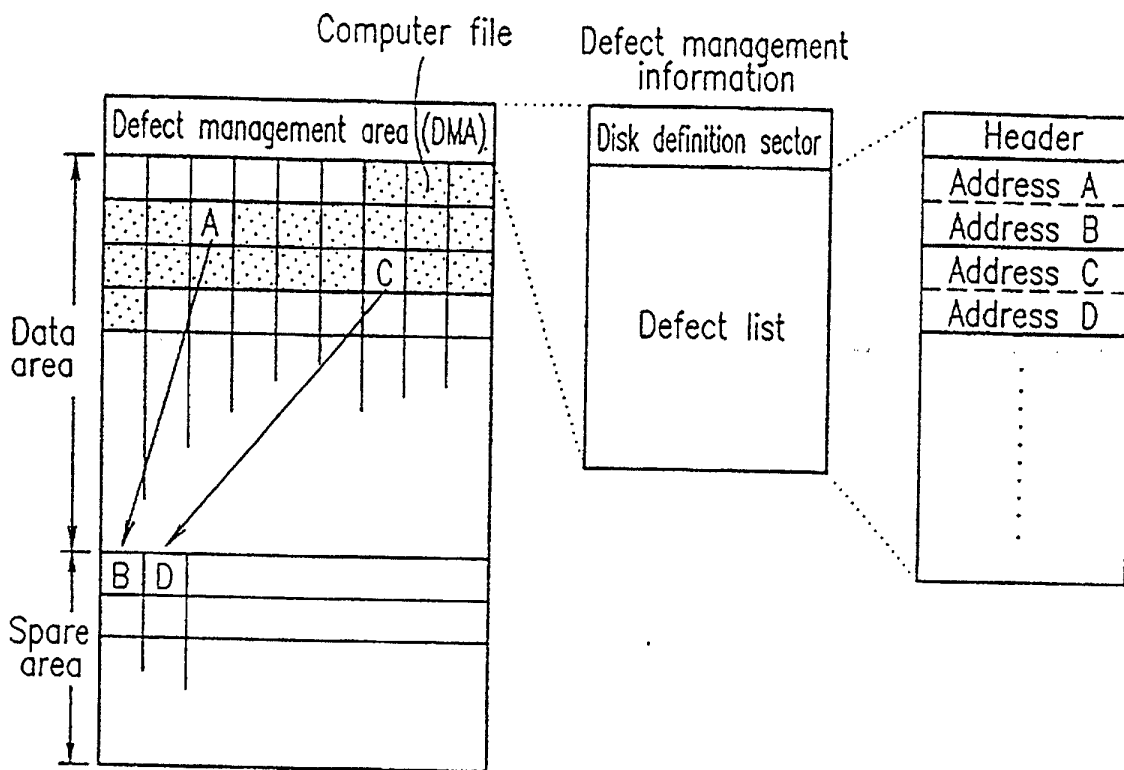 Computer file
Defect management
information
Defect management area (DMA)
Disk definition sector
Header
Address A
Address B
Address C
Address D
A
C
Data
area
Defect list
B D
Spare
area